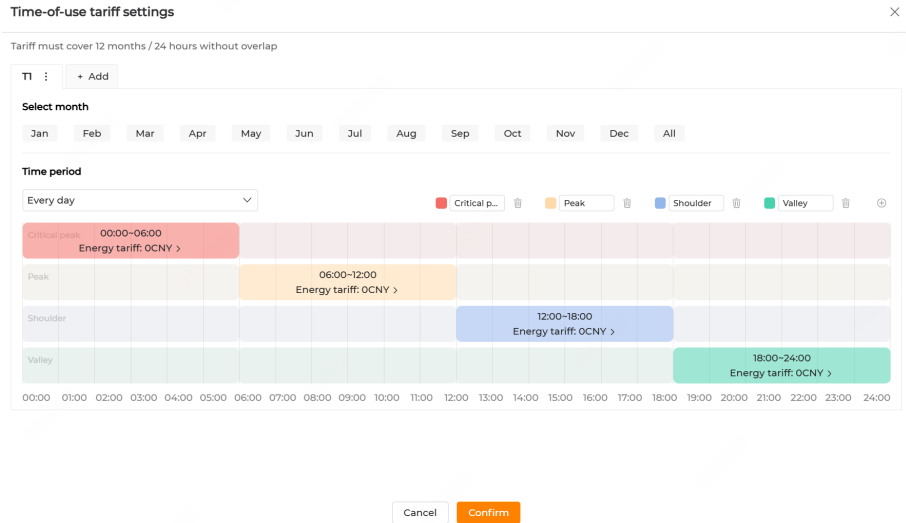 Time-of-use tariff settings
Tariff must cover 12 months / 24 hours without overlap
T1 + Add
Select month
Jan Feb Mar Apr May Jun Jul Aug Sep Oct Nov Dec All
Time period
Every day Critical p... Peak Shoulder Valley
Critical peak 00:00~06:00
Energy tariff: 0CNY >
Peak 06:00~12:00
Energy tariff: 0CNY >
Shoulder 12:00~18:00
Energy tariff: 0CNY >
Valley 18:00~24:00
Energy tariff: 0CNY >
00:00 01:00 02:00 03:00 04:00 05:00 06:00 07:00 08:00 09:00 10:00 11:00 12:00 13:00 14:00 15:00 16:00 17:00 18:00 19:00 20:00 21:00 22:00 23:00 24:00
Cancel Confirm